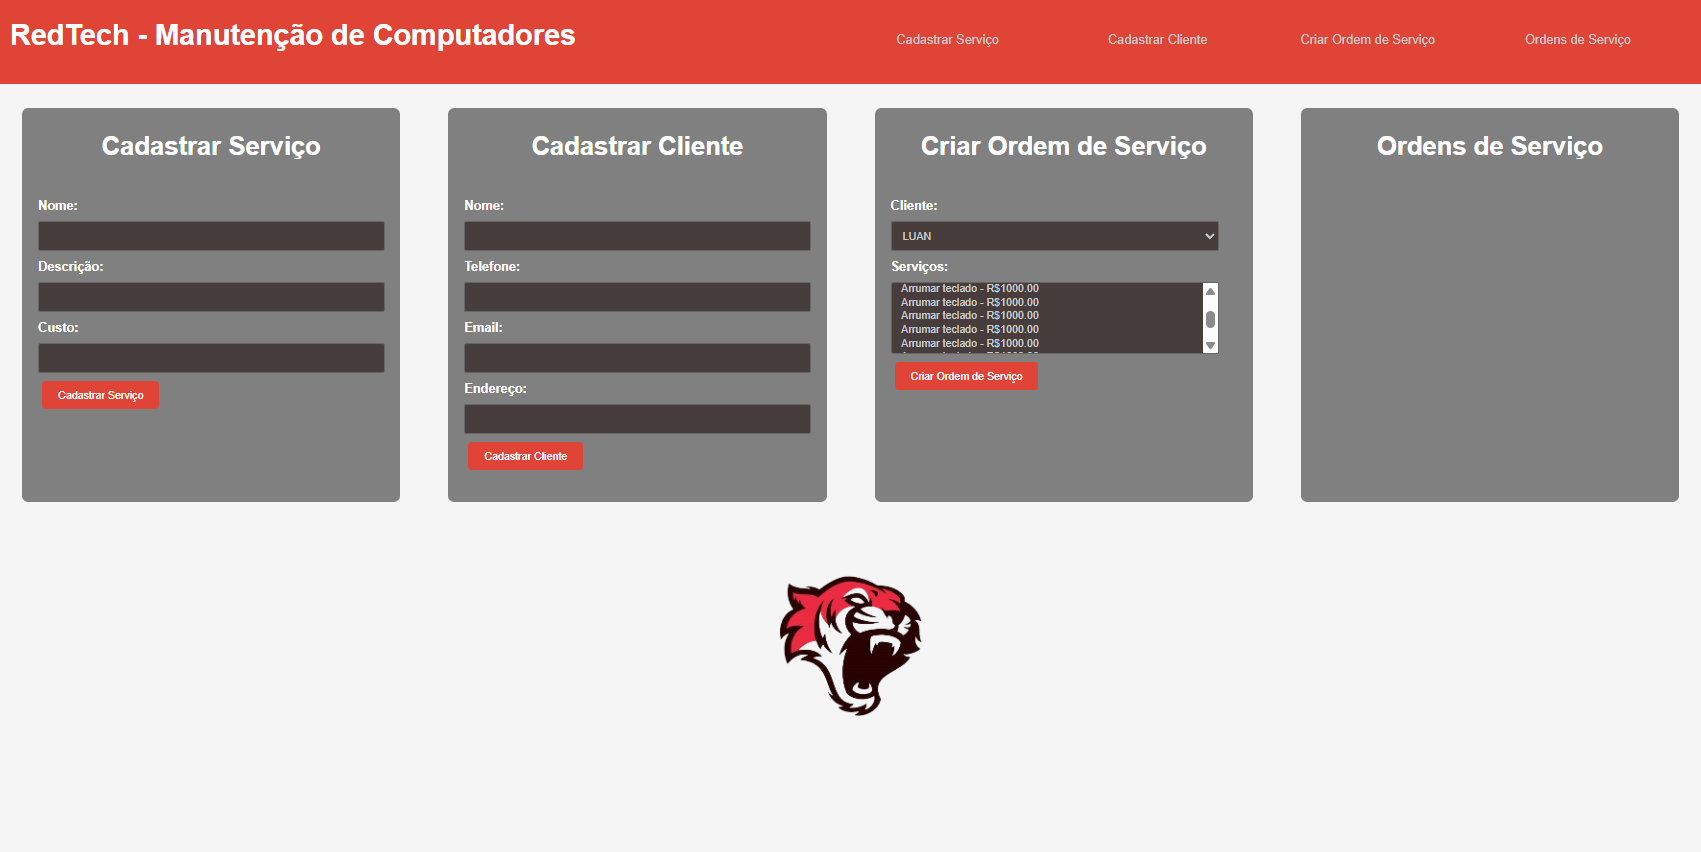 RedTech - Manutenção de Computadores
Cadastrar Serviço
Cadastrar Cliente
Criar Ordem de Serviço
Ordens de Serviço
Cadastrar Serviço
Nome:
Descrição:
Custo:
Cadastrar Serviço
Cadastrar Cliente
Nome:
Telefone:
Email:
Endereço:
Cadastrar Cliente
Criar Ordem de Serviço
Cliente:
LUAN
Serviços:
Arrumar teclado - R$1000.00
Arrumar teclado - R$1000.00
Arrumar teclado - R$1000.00
Arrumar teclado - R$1000.00
Arrumar teclado - R$1000.00
Criar Ordem de Serviço
Ordens de Serviço